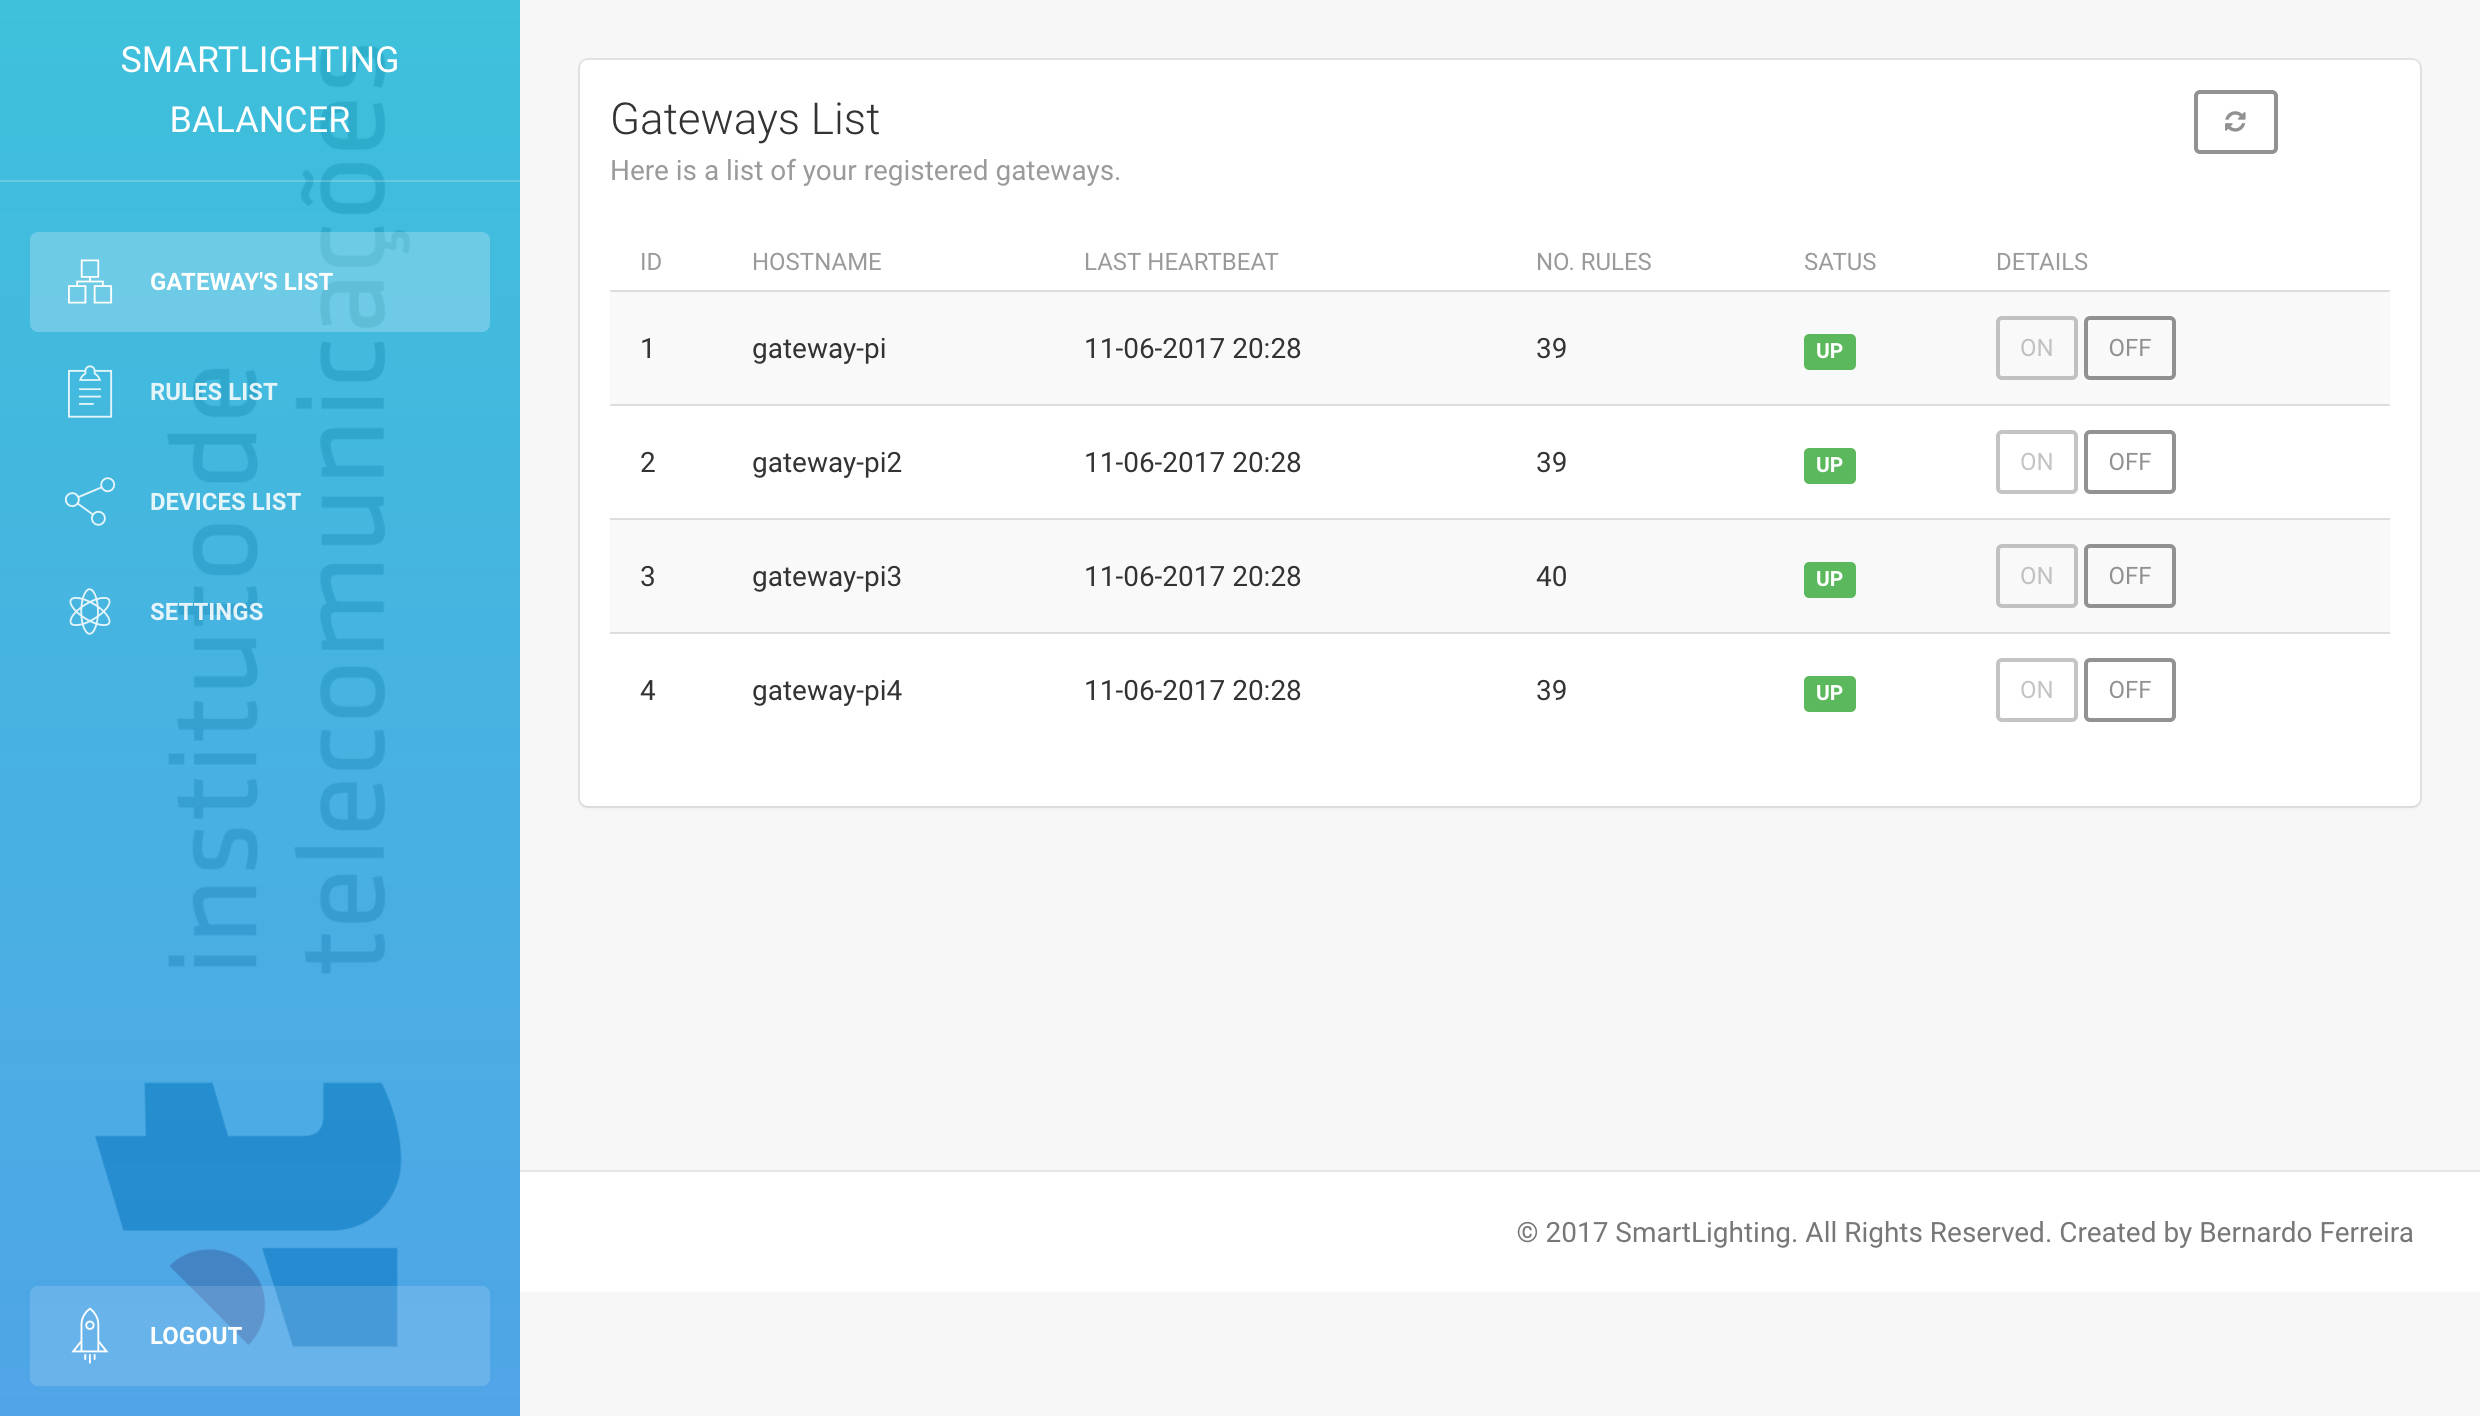 SMARTLIGHTING
BALANCER
GATEWAY'S LIST
RULES LIST
DEVICES LIST
SETTINGS
instituto de
telecomunicações
LOGOUT
Gateways List
Here is a list of your registered gateways.
ID HOSTNAME LAST HEARTBEAT NO. RULES SATUS DETAILS
1 gateway-pi 11-06-2017 20:28 39 UP ON OFF
2 gateway-pi2 11-06-2017 20:28 39 UP ON OFF
3 gateway-pi3 11-06-2017 20:28 40 UP ON OFF
4 gateway-pi4 11-06-2017 20:28 39 UP ON OFF
© 2017 SmartLighting. All Rights Reserved. Created by Bernardo Ferreira